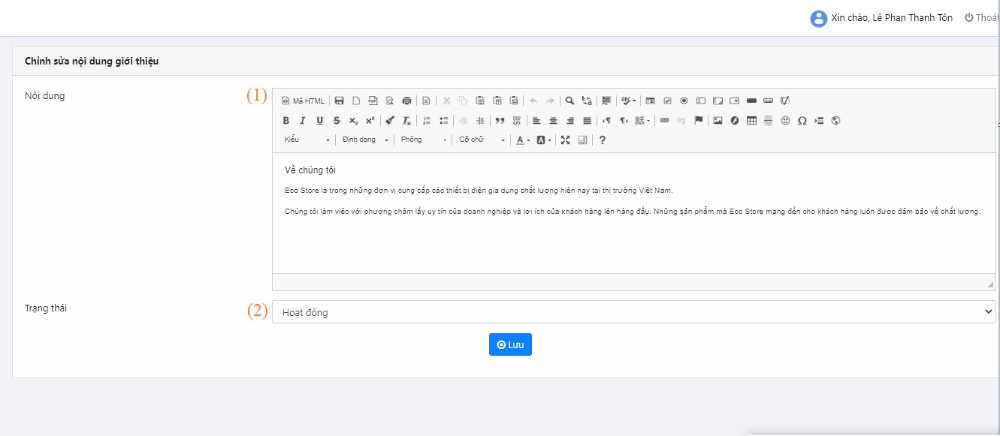 Xin chào, Lê Phan Thanh Tôn Thoát
Chỉnh sửa nội dung giới thiệu
Nội dung
(1)
Mã HTML
Kiểu Định dạng Phông Cỡ chữ
Về chúng tôi
Eco Store là trong những đơn vị cung cấp các thiết bị điện gia dụng chất lượng hiện nay tại thị trường Việt Nam.
Chúng tôi làm việc với phương châm lấy uy tín của doanh nghiệp và lợi ích của khách hàng lên hàng đầu. Những sản phẩm mà Eco Store mang đến cho khách hàng luôn được đảm bảo về chất lượng.
Trạng thái
(2)
Hoạt động
Lưu